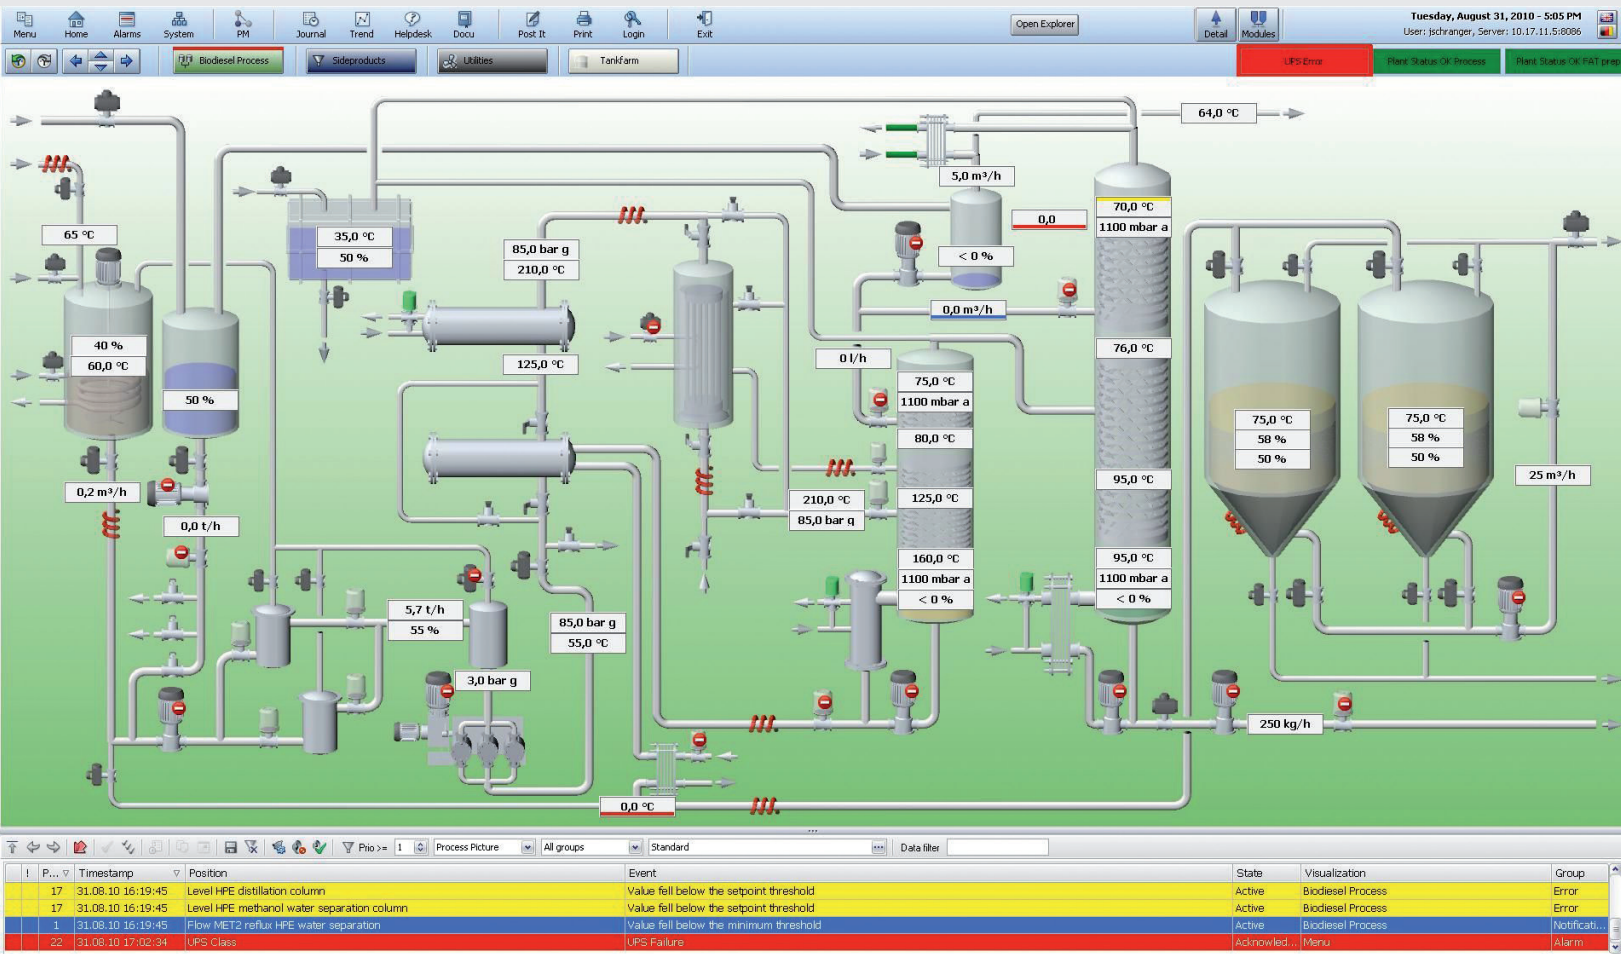 Menu Home Alarms System PM Journal Trend Helpdesk Docu Post It Print Login Exit
Open Explorer
Detail Modules
Tuesday, August 31, 2010 - 5:05 PM
User: jschranger, Server: 10.17.11.5:8086
Biodiesel Process Sideproducts Utilities Tankfarm
UPS Error Plant Status OK Process Plant Status OK FAT prep
64,0 °C
5,0 m³/h
70,0 °C
1100 mbar a
0,0
65 °C
35,0 °C
50 %
85,0 bar g
210,0 °C
< 0 %
0,0 m³/h
40 %
60,0 °C
76,0 °C
0 l/h
125,0 °C
75,0 °C
1100 mbar a
50 %
80,0 °C
75,0 °C
58 %
50 %
75,0 °C
58 %
50 %
95,0 °C
25 m³/h
0,2 m³/h
210,0 °C
85,0 bar g
125,0 °C
0,0 t/h
160,0 °C
1100 mbar a
< 0 %
95,0 °C
1100 mbar a
< 0 %
5,7 t/h
55 %
85,0 bar g
55,0 °C
3,0 bar g
250 kg/h
0,0 °C
Prio >= 1 Process Picture All groups Standard Data filter
! P... Timestamp Position Event State Visualization Group
17 31.08.10 16:19:45 Level HPE distillation column Value fell below the setpoint threshold Active Biodiesel Process Error
17 31.08.10 16:19:45 Level HPE methanol water separation column Value fell below the setpoint threshold Active Biodiesel Process Error
1 31.08.10 16:19:45 Flow MET2 reflux HPE water separation Value fell below the minimum threshold Active Biodiesel Process Notificati...
22 31.08.10 17:02:34 UPS Class UPS Failure Acknowled... Menu Alarm